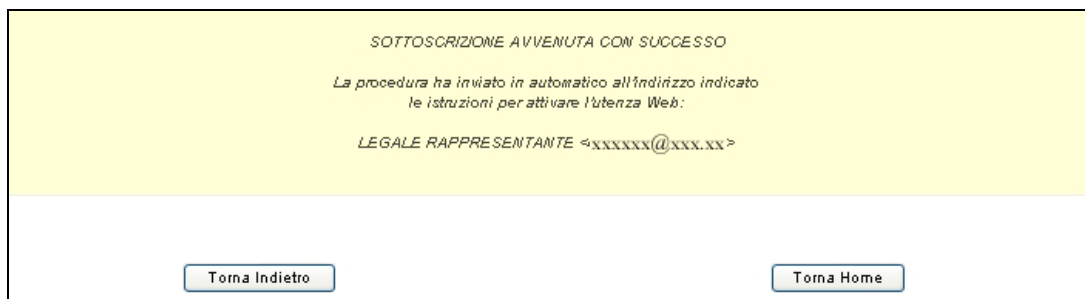 SOTTOSCRIZIONE AVVENUTA CON SUCCESSO
La procedura ha inviato in automatico all'indirizzo indicato
le istruzioni per attivare l'utenza Web:
LEGALE RAPPRESENTANTE <xxxxxx@xxx.xx>
Torna Indietro
Torna Home